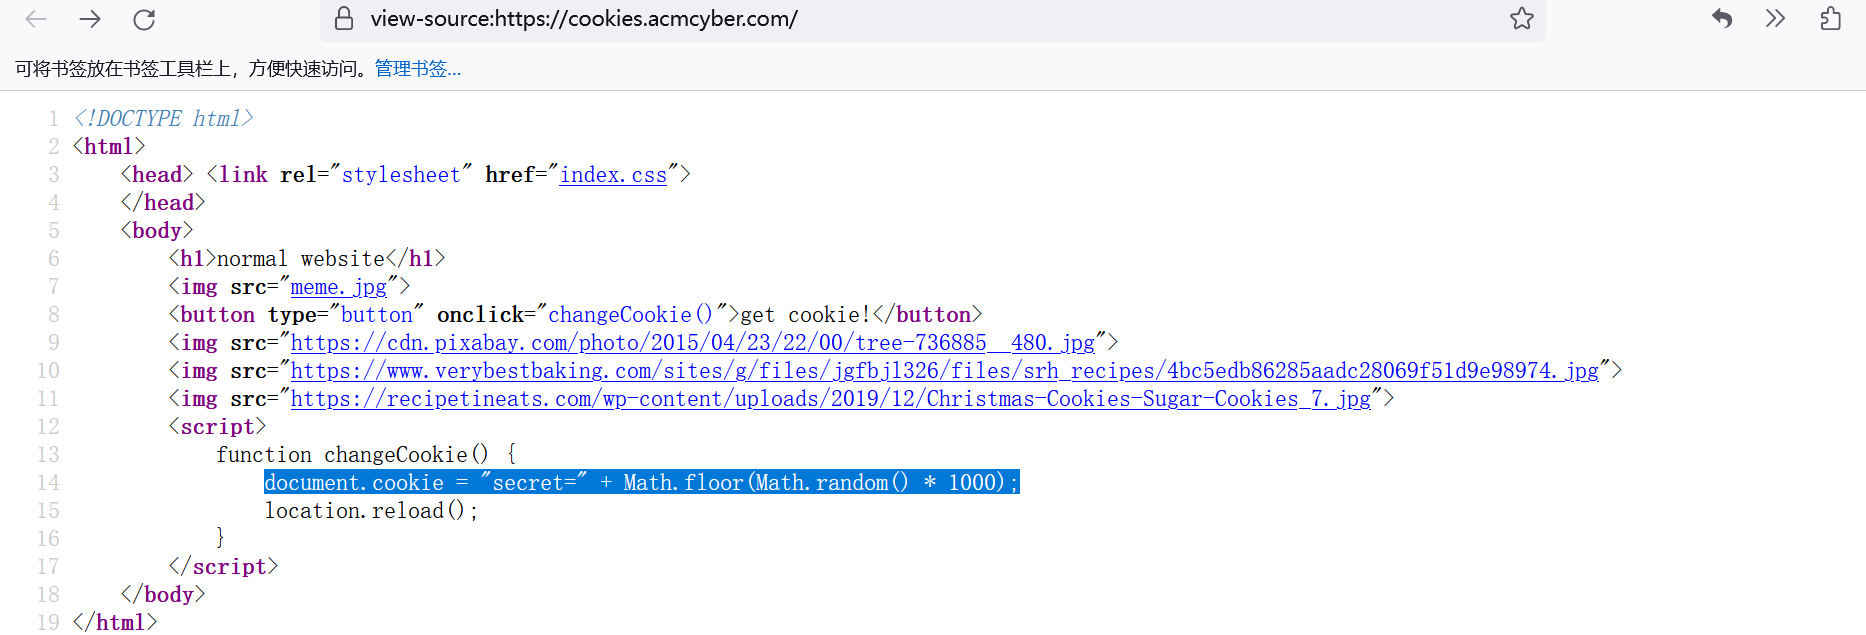 view-source:https://cookies.acmcyber.com/
可将书签放在书签工具栏上，方便快速访问。管理书签...
1 <!DOCTYPE html>
2 <html>
3     <head> <link rel="stylesheet" href="index.css">
4     </head>
5     <body>
6         <h1>normal website</h1>
7         <img src="meme.jpg">
8         <button type="button" onclick="changeCookie()">get cookie!</button>
9         <img src="https://cdn.pixabay.com/photo/2015/04/23/22/00/tree-736885__480.jpg">
10         <img src="https://www.verybestbaking.com/sites/g/files/jgfbjl326/files/srh_recipes/4bc5edb86285aadc28069f51d9e98974.jpg">
11         <img src="https://recipetineats.com/wp-content/uploads/2019/12/Christmas-Cookies-Sugar-Cookies_7.jpg">
12         <script>
13             function changeCookie() {
14                 document.cookie = "secret=" + Math.floor(Math.random() * 1000);
15                 location.reload();
16             }
17         </script>
18     </body>
19 </html>